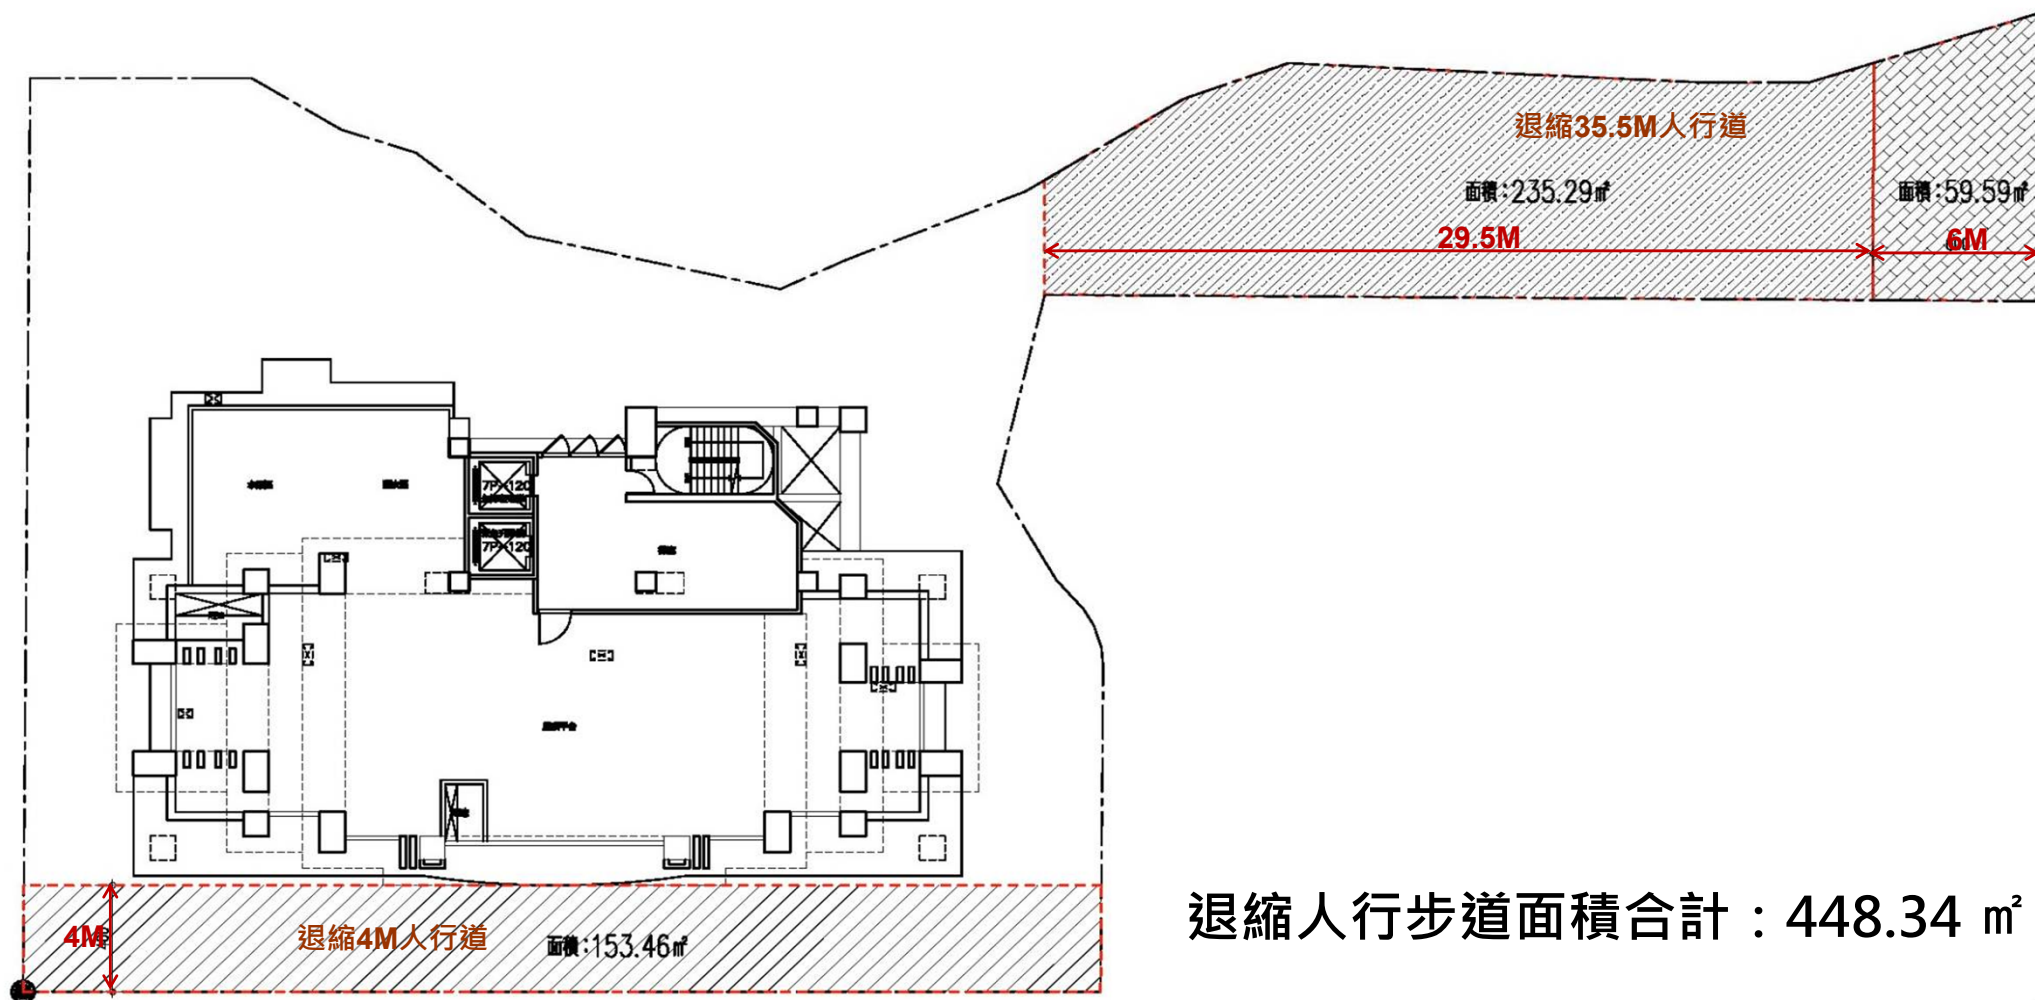 退縮35.5M人行道
面積:235.29㎡
面積:59.59㎡
29.5M
6M
7P-120
7P-120
4M
退縮4M人行道
面積:153.46㎡
退縮人行步道面積合計：448.34 ㎡